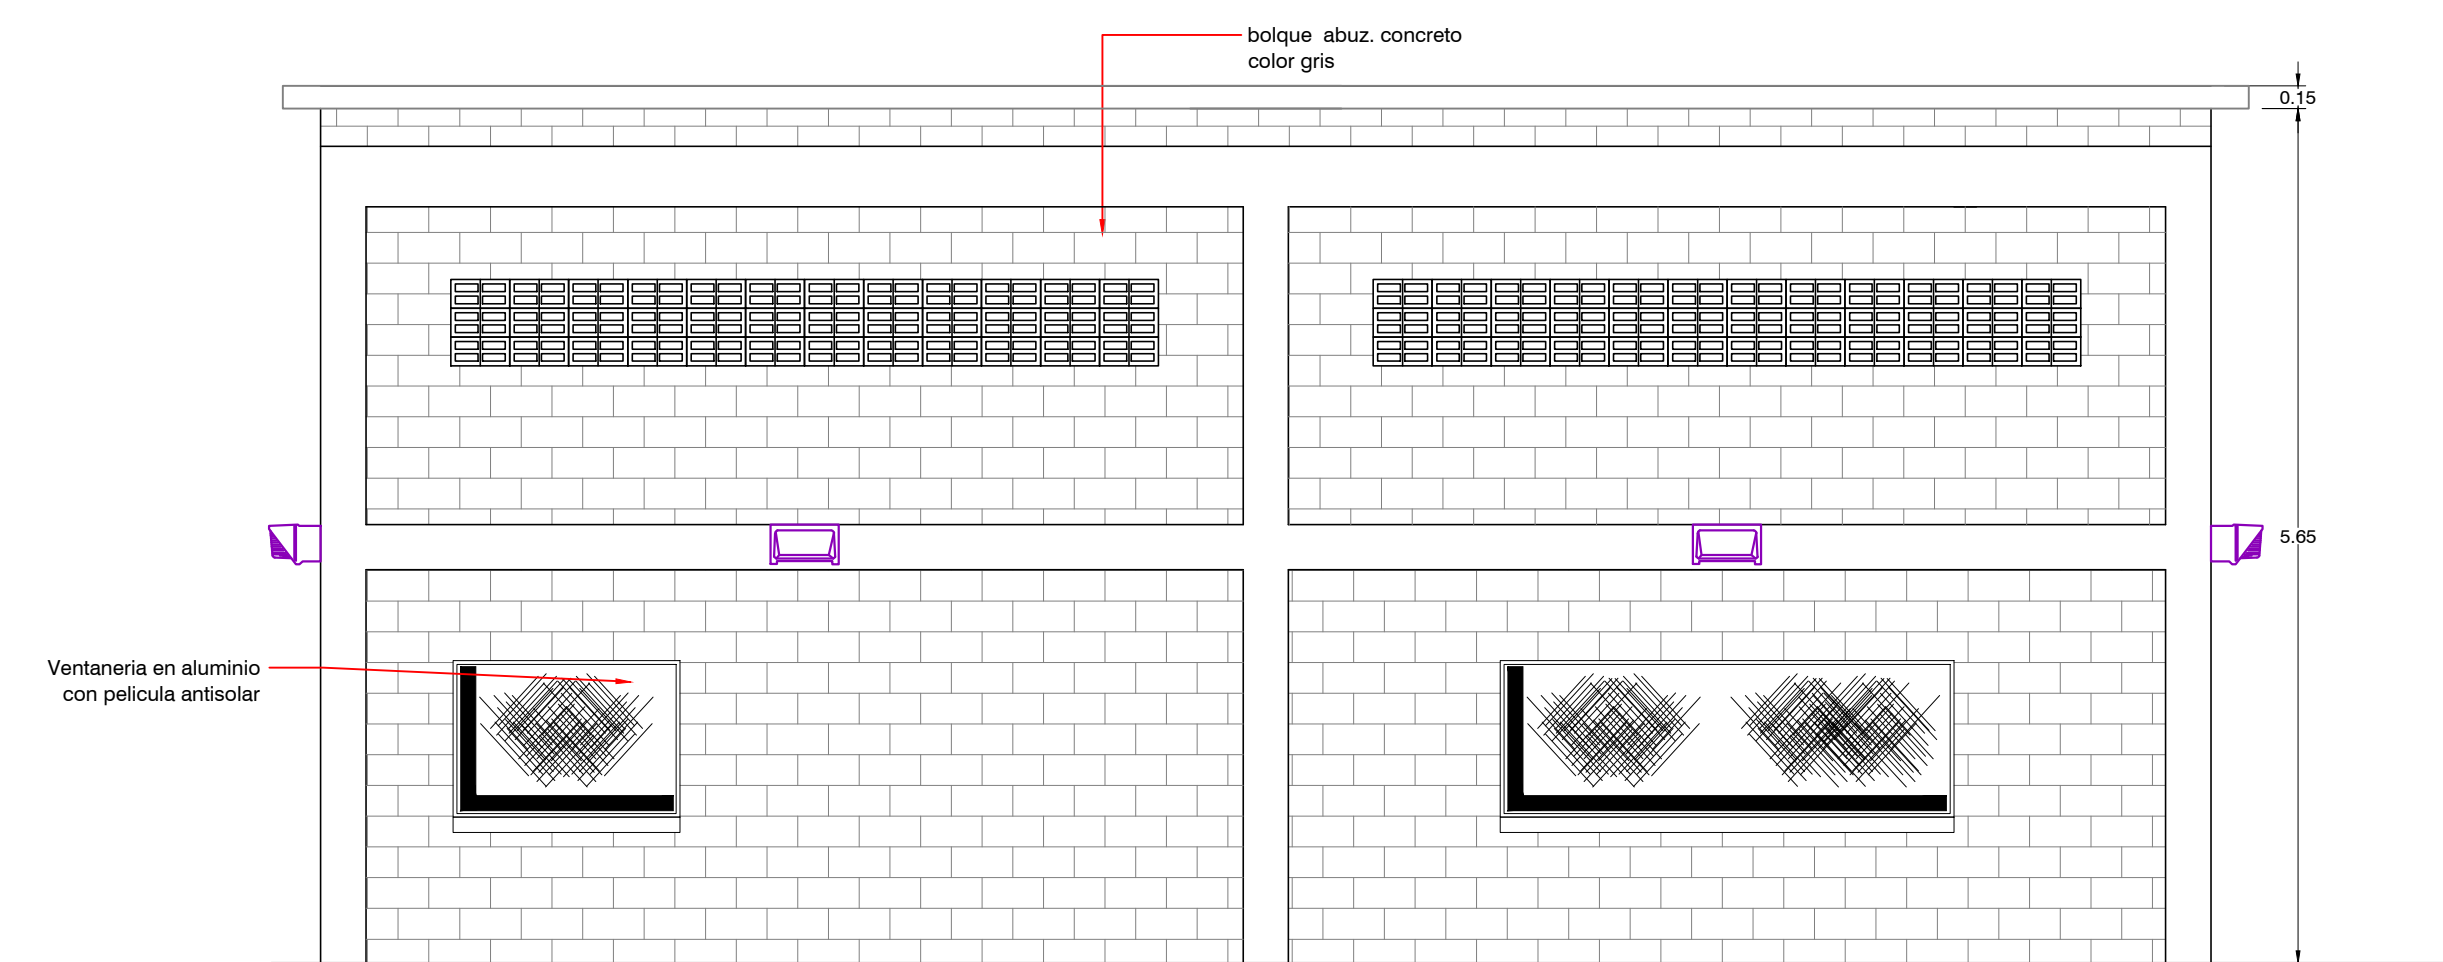 bolque abuz. concreto
color gris
0.15
5.65
Ventaneria en aluminio
con pelicula antisolar